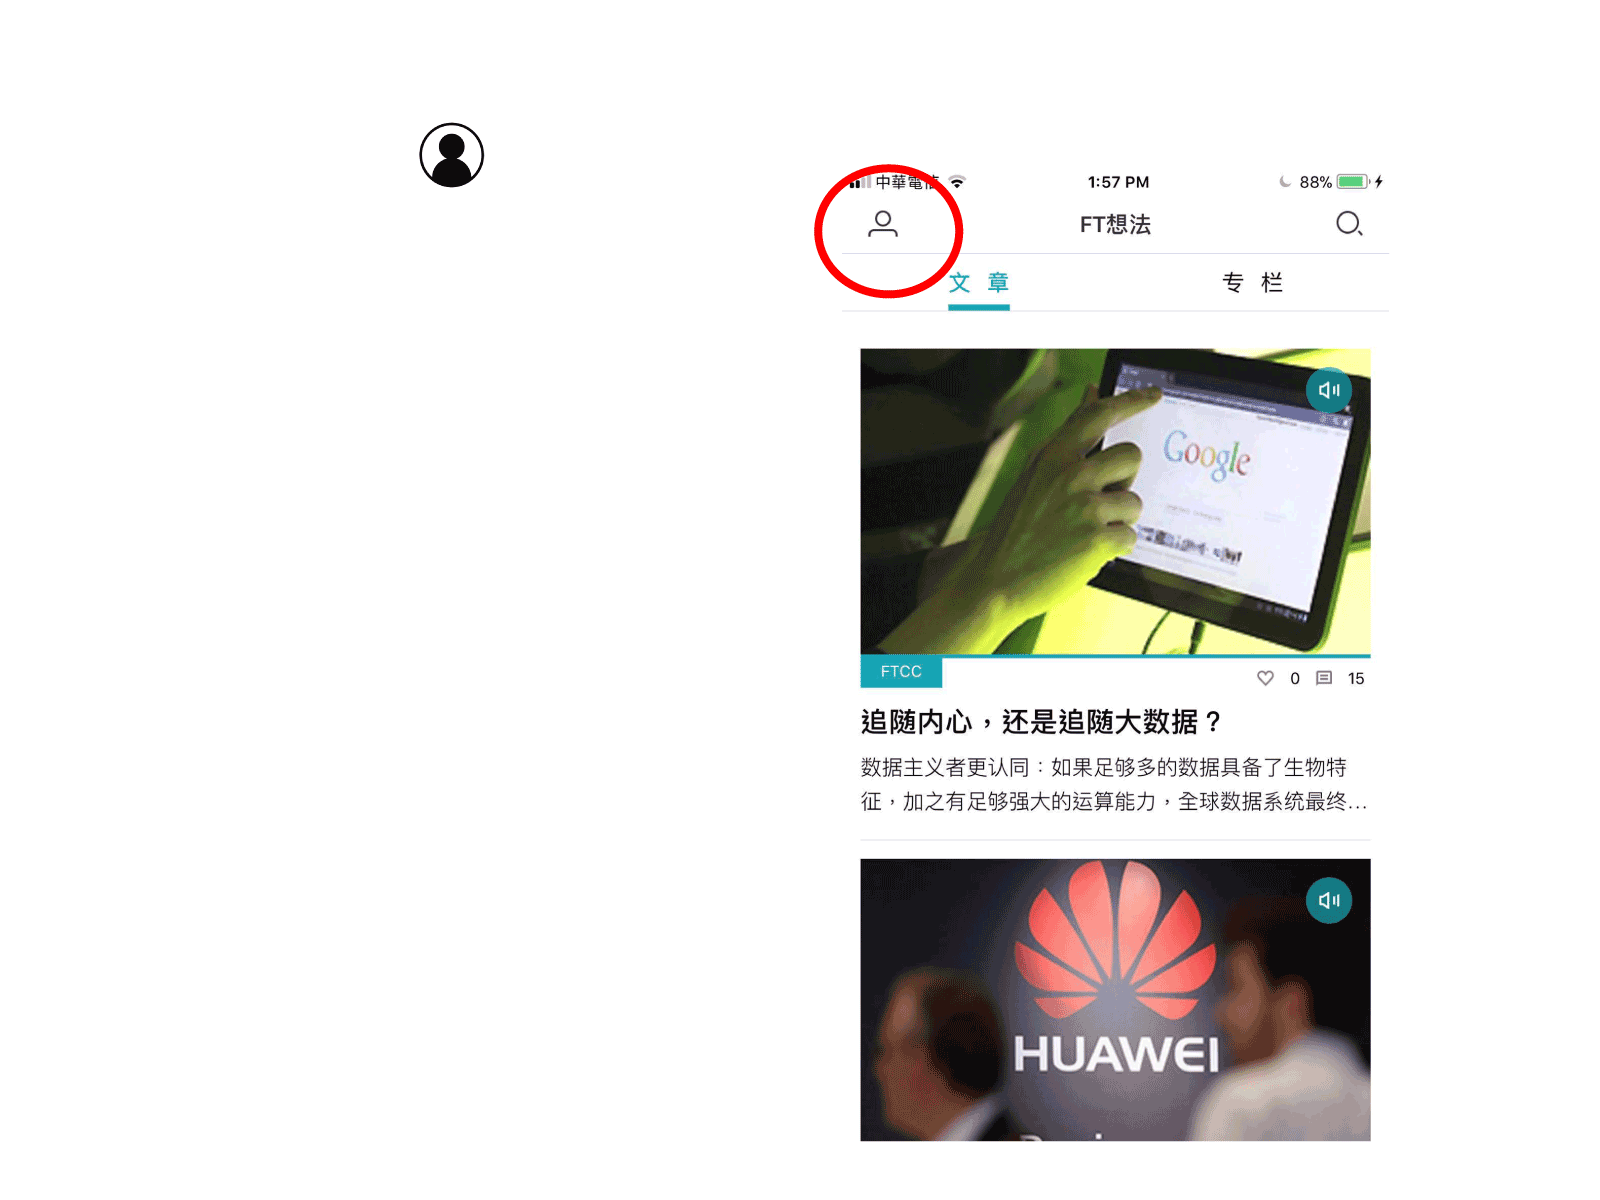 中華電信 1:57 PM 88%
FT想法
文 章 专 栏
Google
FTCC 0 15
追随内心，还是追随大数据？
数据主义者更认同：如果足够多的数据具备了生物特
征，加之有足够强大的运算能力，全球数据系统最终…
HUAWEI